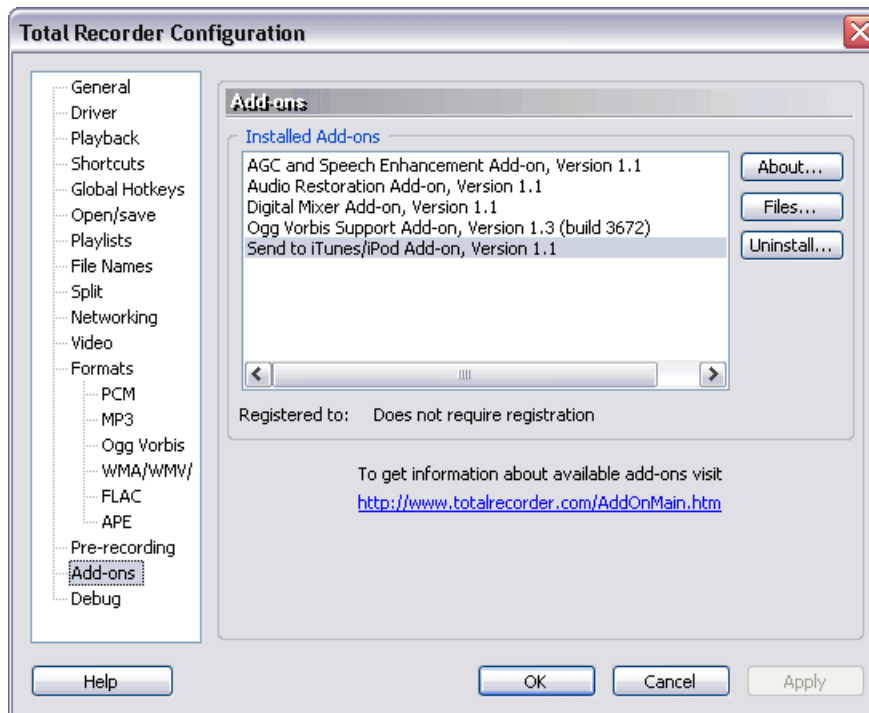 Total Recorder Configuration
General
Driver
Playback
Shortcuts
Global Hotkeys
Open/save
Playlists
File Names
Split
Networking
Video
Formats
PCM
MP3
Ogg Vorbis
WMA/WMV/
FLAC
APE
Pre-recording
Add-ons
Debug
Add-ons
Installed Add-ons
AGC and Speech Enhancement Add-on, Version 1.1
Audio Restoration Add-on, Version 1.1
Digital Mixer Add-on, Version 1.1
Ogg Vorbis Support Add-on, Version 1.3 (build 3672)
Send to iTunes/iPod Add-on, Version 1.1
About...
Files...
Uninstall...
Registered to: Does not require registration
To get information about available add-ons visit
http://www.totalrecorder.com/AddOnMain.htm
Help
OK
Cancel
Apply